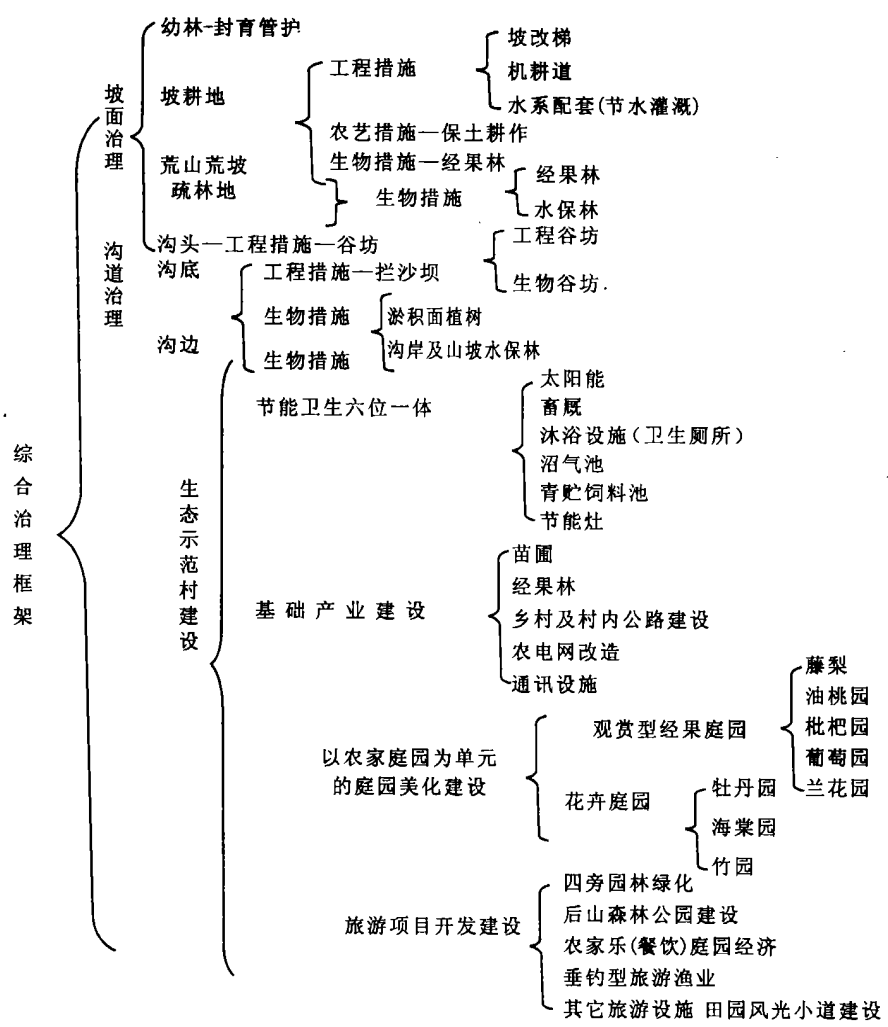 幼林-封育管护
坡改梯
工程措施
机耕道
坡耕地
水系配套(节水灌溉)
坡面治理
农艺措施—保土耕作
荒山荒坡
生物措施—经果林
经果林
疏林地
生物措施
水保林
沟头—工程措施—谷坊
工程谷坊
沟道治理
沟底
工程措施—拦沙坝
生物谷坊.
生物措施
淤积面植树
沟边
沟岸及山坡水保林
生物措施
太阳能
节能卫生六位一体
畜厩
沐浴设施(卫生厕所)
沼气池
青贮饲料池
节能灶
综合治理框架
生态示范村建设
苗圃
经果林
基础产业建设
乡村及村内公路建设
农电网改造
通讯设施
藤梨
油桃园
观赏型经果庭园
枇杷园
以农家庭园为单元
葡萄园
的庭园美化建设
牡丹园
兰花园
花卉庭园
海棠园
竹园
四旁园林绿化
后山森林公园建设
旅游项目开发建设
农家乐(餐饮)庭园经济
垂钓型旅游渔业
其它旅游设施 田园风光小道建设